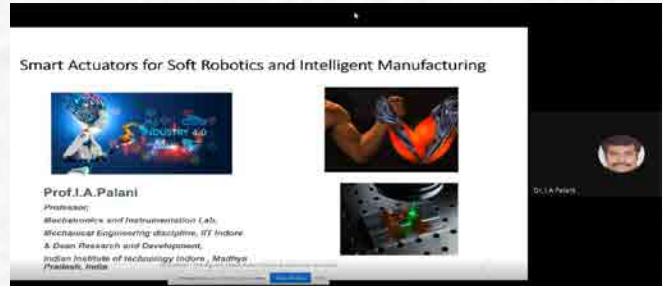 Smart Actuators for Soft Robotics and Intelligent Manufacturing
INDUSTRY 4.0
Prof.I.A.Palani
Professor,
Mechatronics and Instrumentation Lab,
Mechanical Engineering discipline, IIT Indore
& Dean Research and Development,
Indian Institute of technology Indore , Madhya
Pradesh, India
Dr. I A Palani